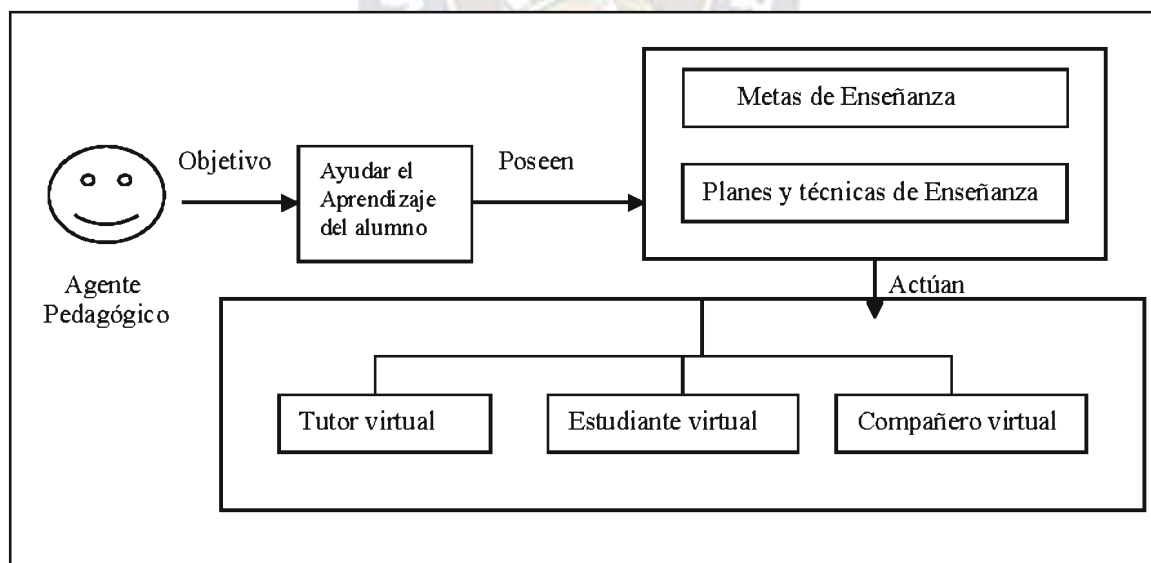 Metas de Enseñanza
Objetivo
Poseen
Ayudar el
Aprendizaje
del alumno
Planes y técnicas de Enseñanza
Agente
Pedagógico
Actúan
Tutor virtual
Estudiante virtual
Compañero virtual